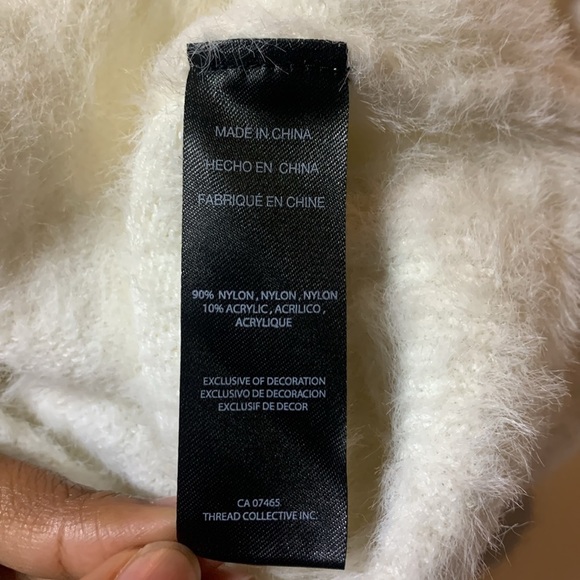 MADE IN CHINA
HECHO EN CHINA
FABRIQUÉ EN CHINE
90% NYLON , NYLON , NYLON
10% ACRYLIC , ACRILICO ,
ACRYLIQUE
EXCLUSIVE OF DECORATION
EXCLUSIVO DE DECORACION
EXCLUSIF DE DECOR
CA 07465
THREAD COLLECTIVE INC.